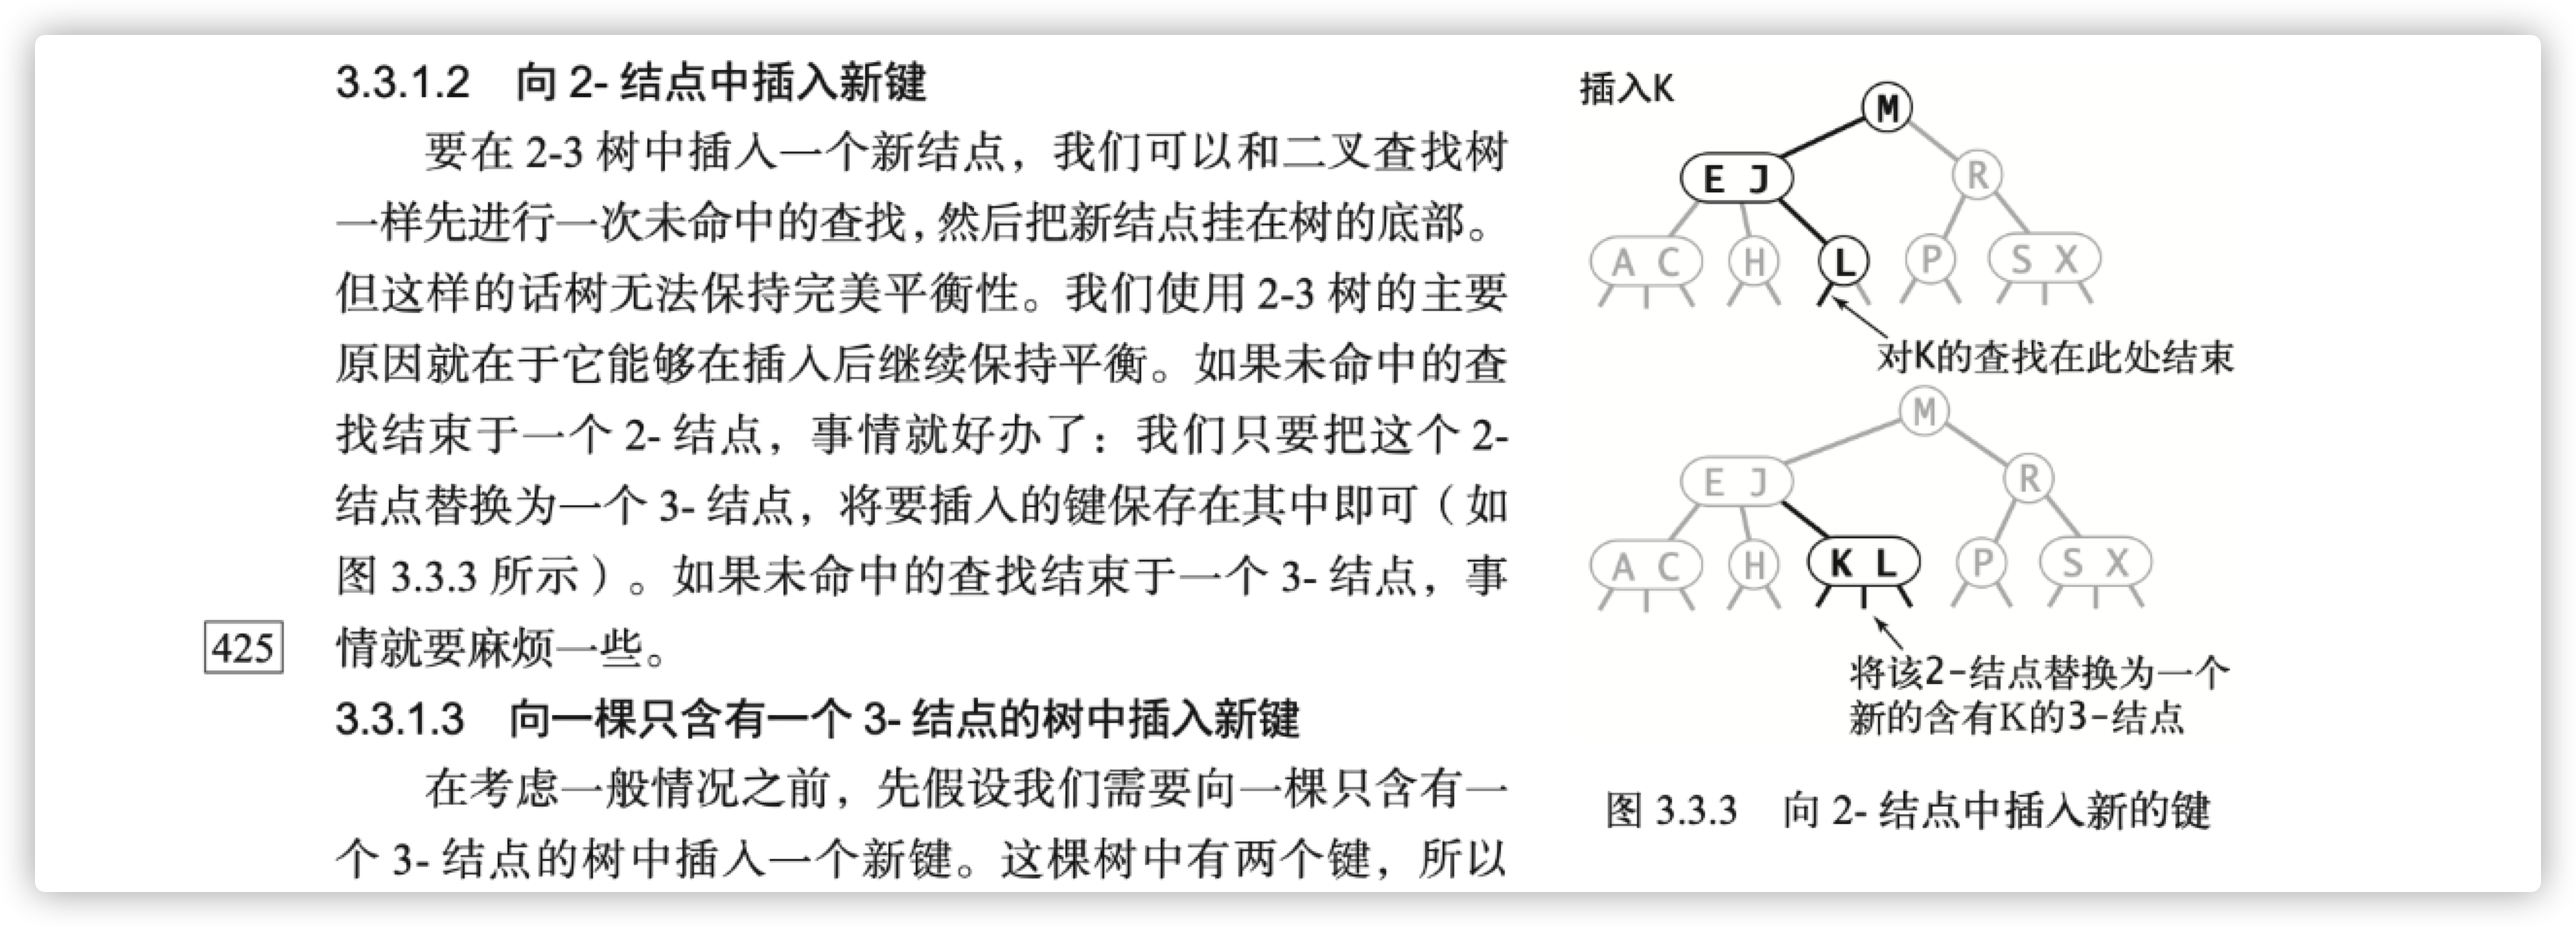 3.3.1.2 向 2- 结点中插入新键
要在 2-3 树中插入一个新结点，我们可以和二叉查找树
一样先进行一次未命中的查找，然后把新结点挂在树的底部。
但这样的话树无法保持完美平衡性。我们使用 2-3 树的主要
原因就在于它能够在插入后继续保持平衡。如果未命中的查
找结束于一个 2- 结点，事情就好办了：我们只要把这个 2-
结点替换为一个 3- 结点，将要插入的键保存在其中即可（如
图 3.3.3 所示）。如果未命中的查找结束于一个 3- 结点，事
425
情就要麻烦一些。
3.3.1.3 向一棵只含有一个 3- 结点的树中插入新键
在考虑一般情况之前，先假设我们需要向一棵只含有一
个 3- 结点的树中插入一个新键。这棵树中有两个键，所以
插入K
M
E J
R
A C
H
L
P
S X
对K的查找在此处结束
M
E J
R
A C
H
K L
P
S X
将该2-结点替换为一个
新的含有K的3-结点
图 3.3.3 向 2- 结点中插入新的键